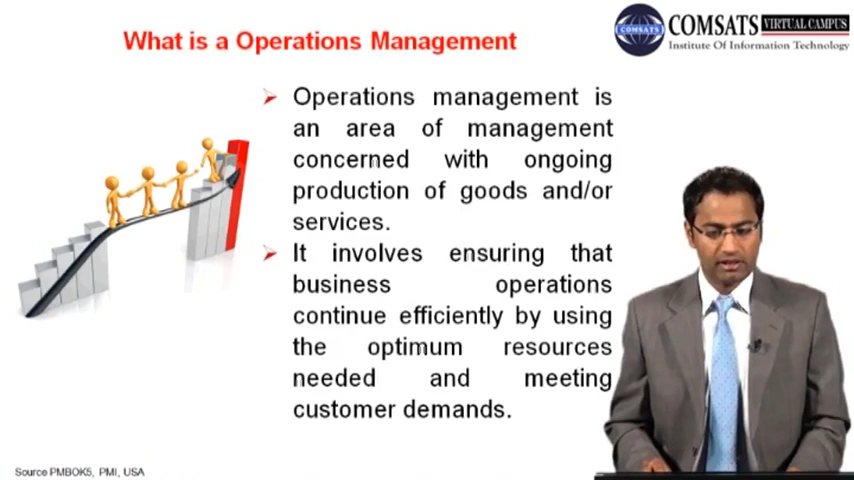 What is a Operations Management
COMSATS
COMSATS VIRTUAL CAMPUS
Institute Of Information Technology
Operations management is
an area of management
concerned with ongoing
production of goods and/or
services.
It involves ensuring that
business operations
continue efficiently by using
the optimum resources
needed and meeting
customer demands.
Source PMBOK5, PMI, USA